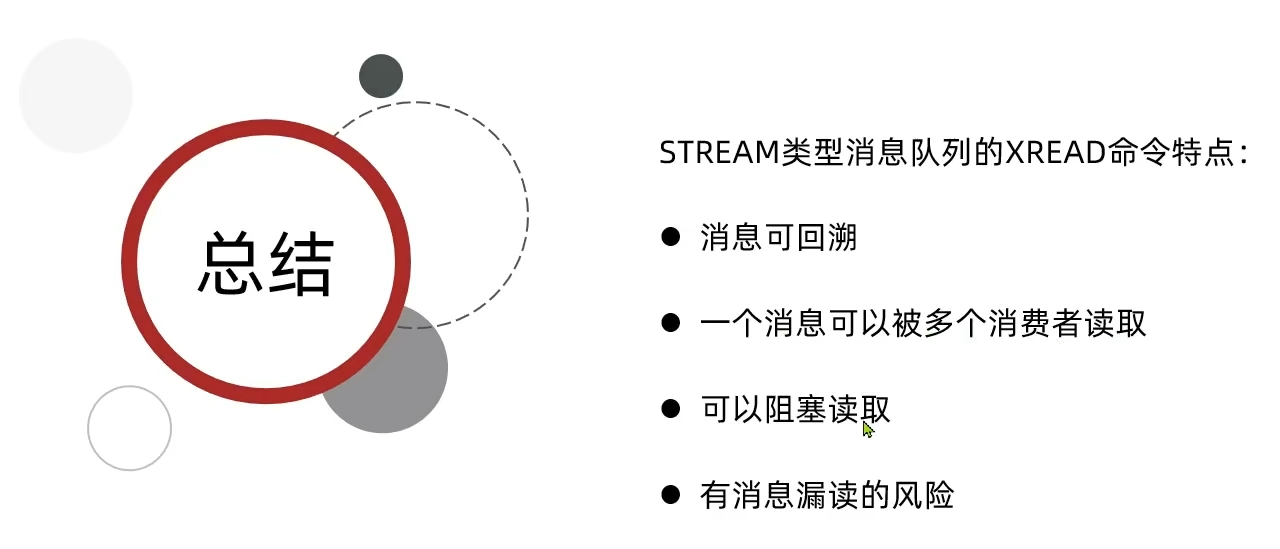 总结
STREAM类型消息队列的XREAD命令特点：
● 消息可回溯
● 一个消息可以被多个消费者读取
● 可以阻塞读取
● 有消息漏读的风险